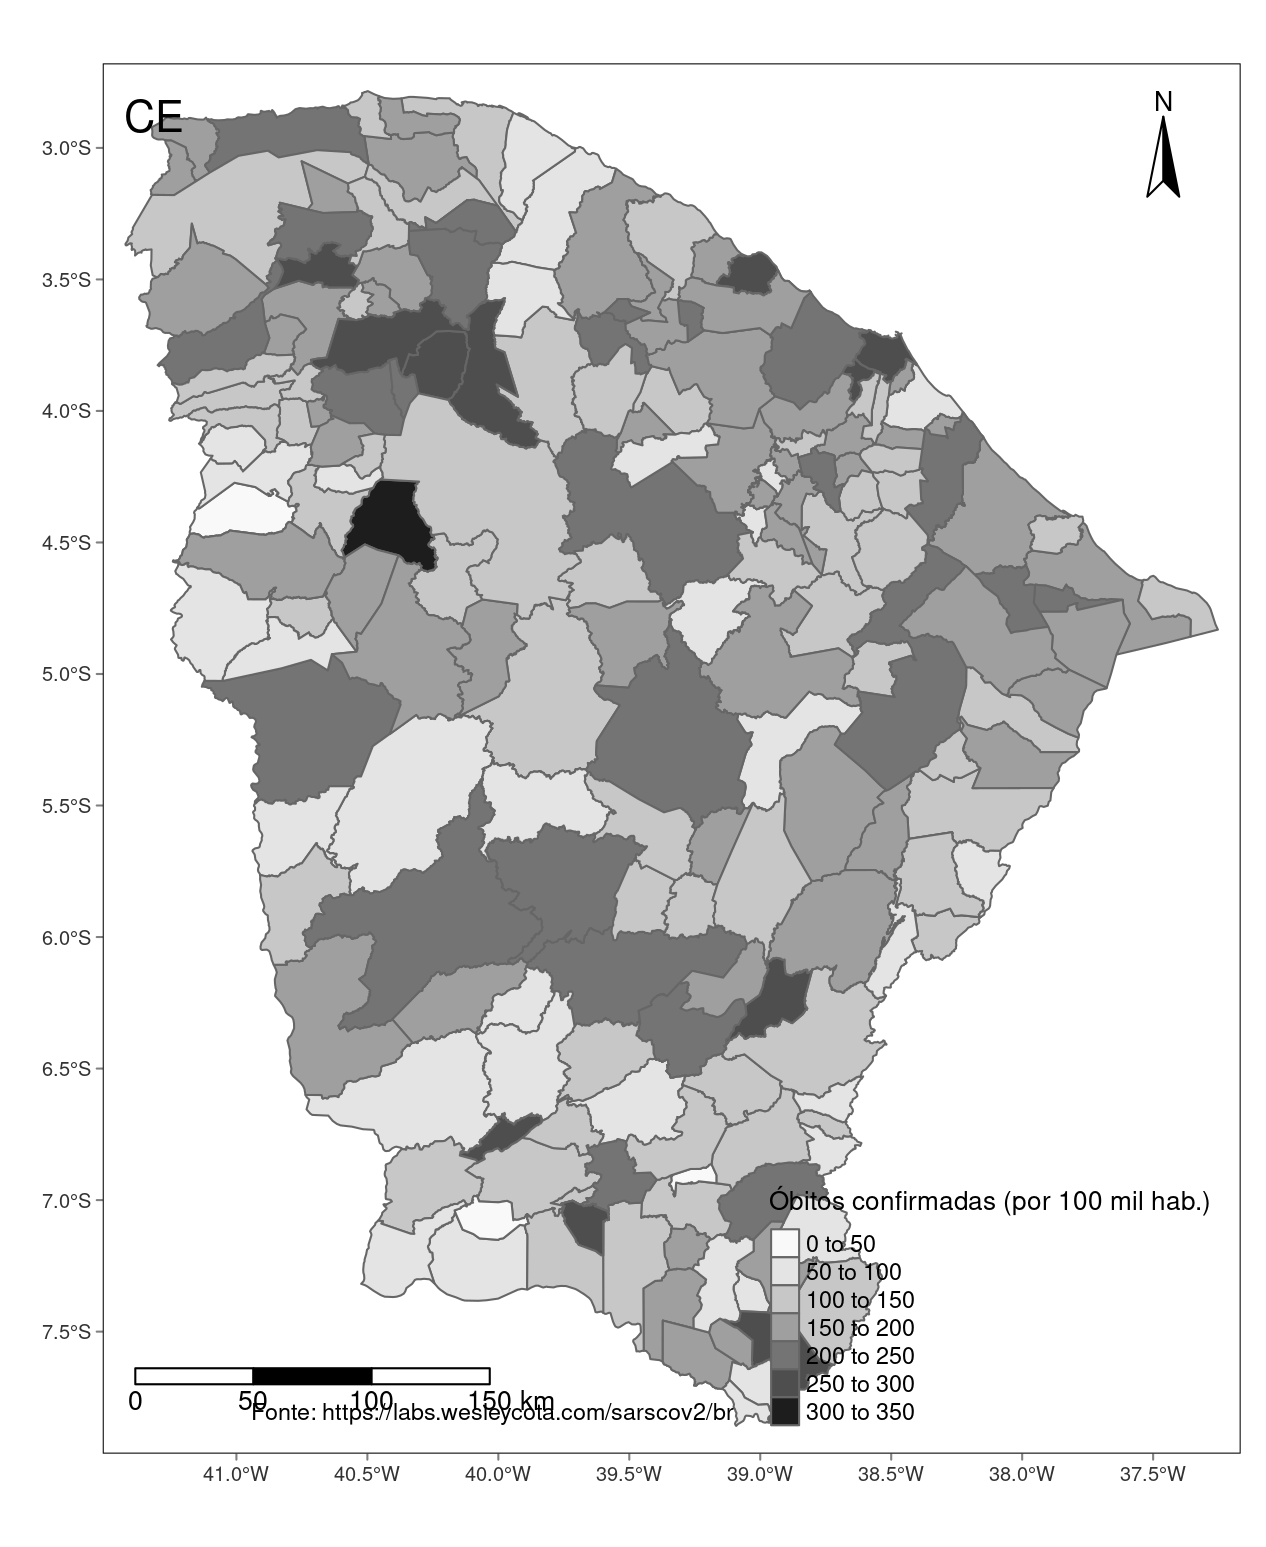 CE
N
3.0°S
3.5°S
4.0°S
4.5°S
5.0°S
5.5°S
6.0°S
6.5°S
7.0°S
7.5°S
Óbitos confirmadas (por 100 mil hab.)
0 to 50
50 to 100
100 to 150
150 to 200
200 to 250
250 to 300
300 to 350
0 50 100 150 km
Fonte: https://labs.wesleycota.com/sarscov2/br
41.0°W 40.5°W 40.0°W 39.5°W 39.0°W 38.5°W 38.0°W 37.5°W